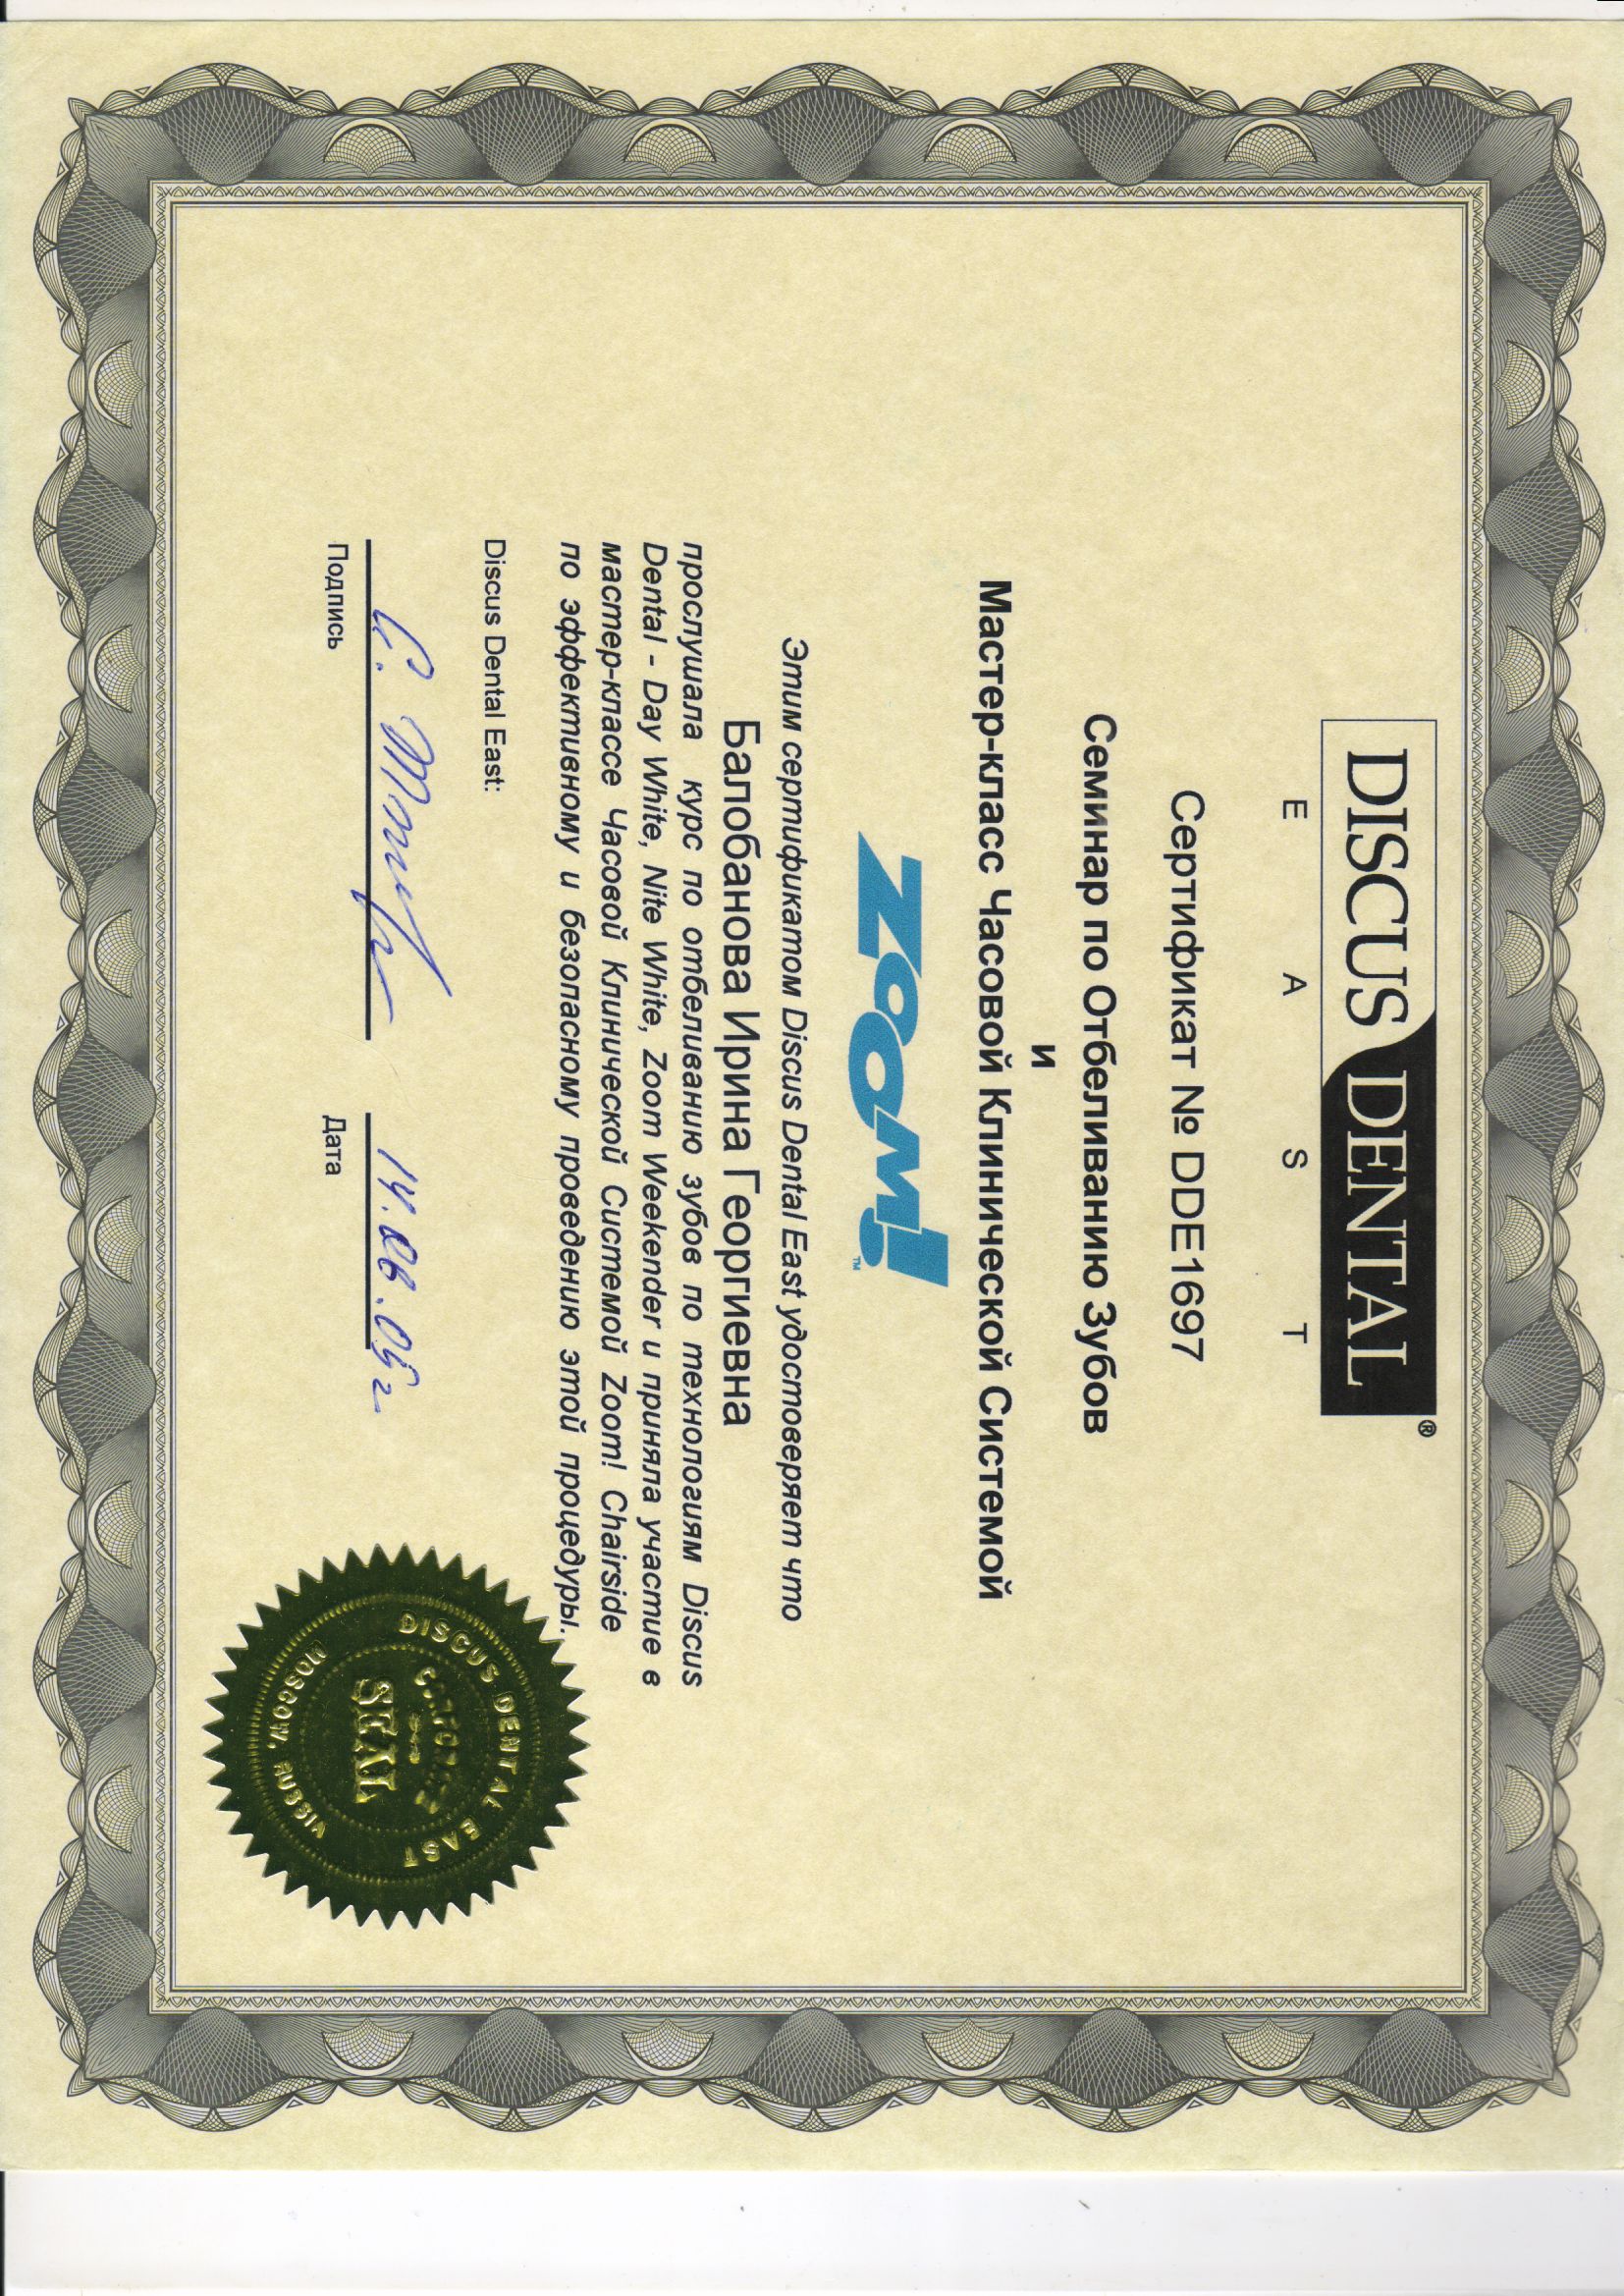 DISCUS DENTAL®
EAST
Сертификат № DDE1697
Семинар по Отбеливанию Зубов
и
Мастер-класс Часовой Клинической Системой
ZOOM!™
Этим сертификатом Discus Dental East удостоверяет что
Балобанова Ирина Георгиевна
прослушала курс по отбеливанию зубов по технологиям Discus
Dental - Day White, Nite White, Zoom Weekender и приняла участие в
мастер-классе Часовой Клинической Системой Zoom! Chairside
по эффективному и безопасному проведению этой процедуры.
Discus Dental East:
Подпись
Дата
DISCUS DENTAL EAST
CORPORATE
SEAL
MOSCOW, RUSSIA